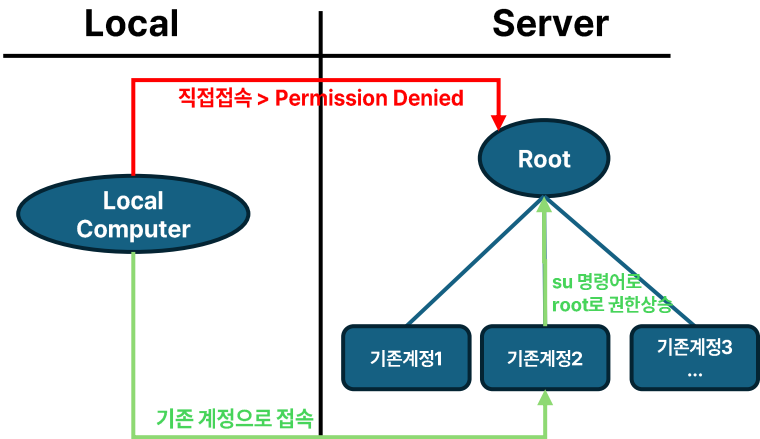 Local
Server
직접접속 > Permission Denied
Root
Local
Computer
su 명령어로
root로 권한상승
기존계정1
기존계정2
기존계정3
...
기존 계정으로 접속